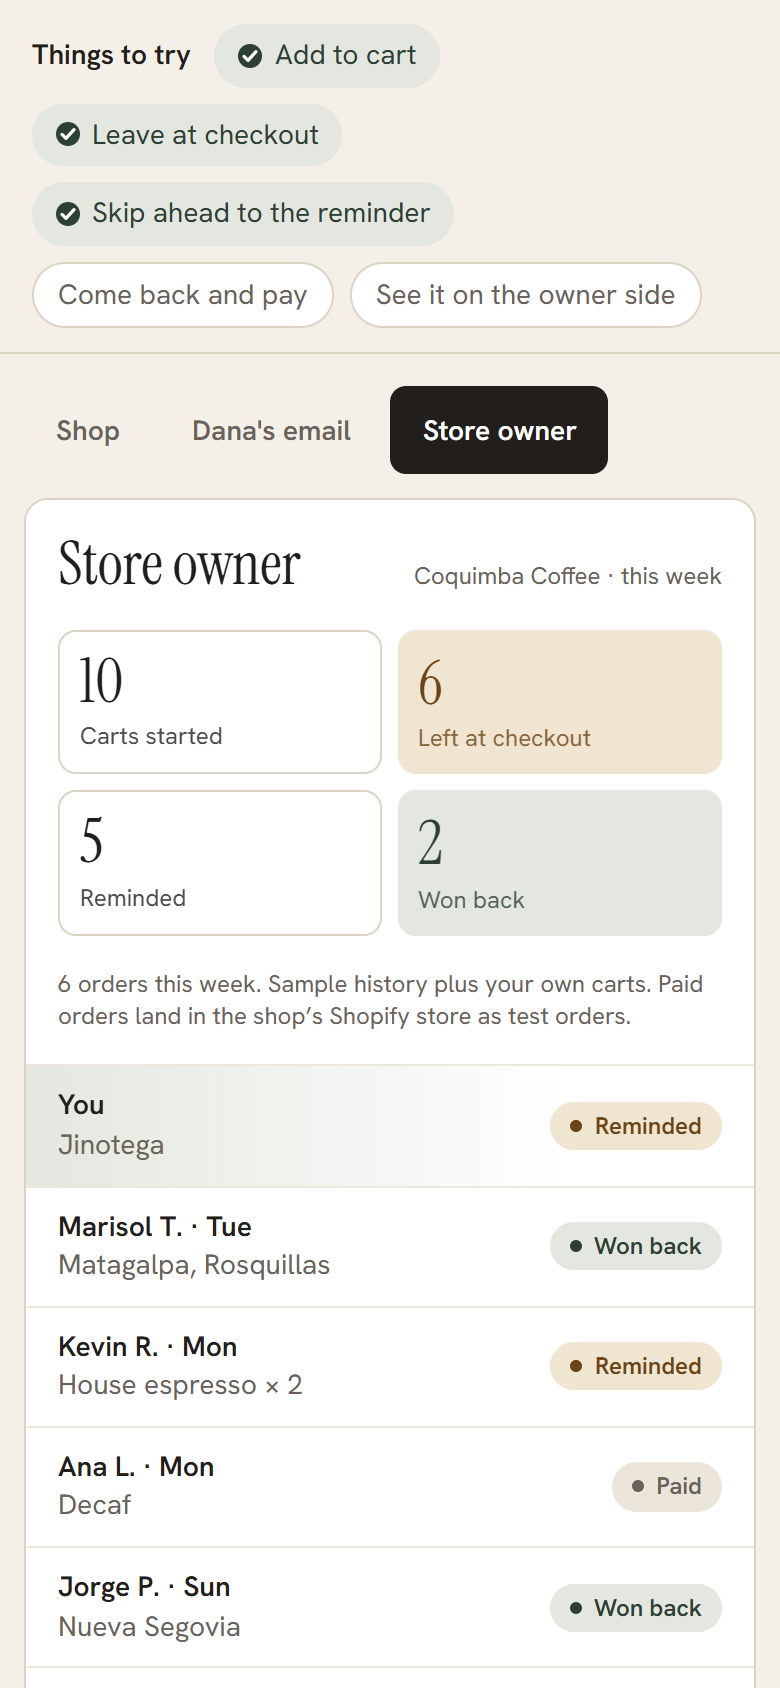 Things to try
Add to cart
Leave at checkout
Skip ahead to the reminder
Come back and pay
See it on the owner side
Shop
Dana's email
Store owner
Store owner
Coquimba Coffee · this week
10
Carts started
6
Left at checkout
5
Reminded
2
Won back
6 orders this week. Sample history plus your own carts. Paid
orders land in the shop’s Shopify store as test orders.
You
Jinotega
Reminded
Marisol T. · Tue
Matagalpa, Rosquillas
Won back
Kevin R. · Mon
House espresso × 2
Reminded
Ana L. · Mon
Decaf
Paid
Jorge P. · Sun
Nueva Segovia
Won back